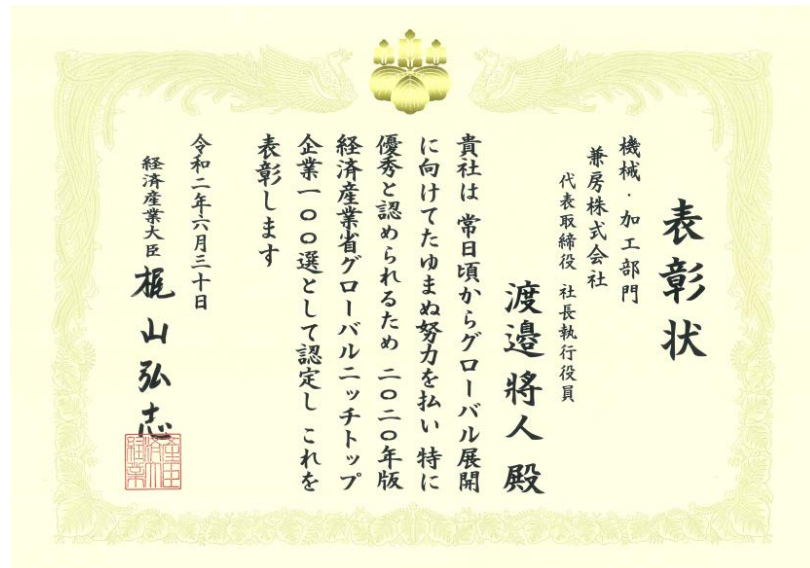 表彰状
機械・加工部門
兼房株式会社
代表取締役 社長執行役員
渡邉将人 殿
貴社は 常日頃からグローバル展開
に向けてたゆまぬ努力を払い 特に
優秀と認められるため 二〇二〇年版
経済産業省グローバルニッチトップ
企業一〇〇選として認定し これを
表彰します
令和二年六月三十日
経済産業大臣 梶山弘志